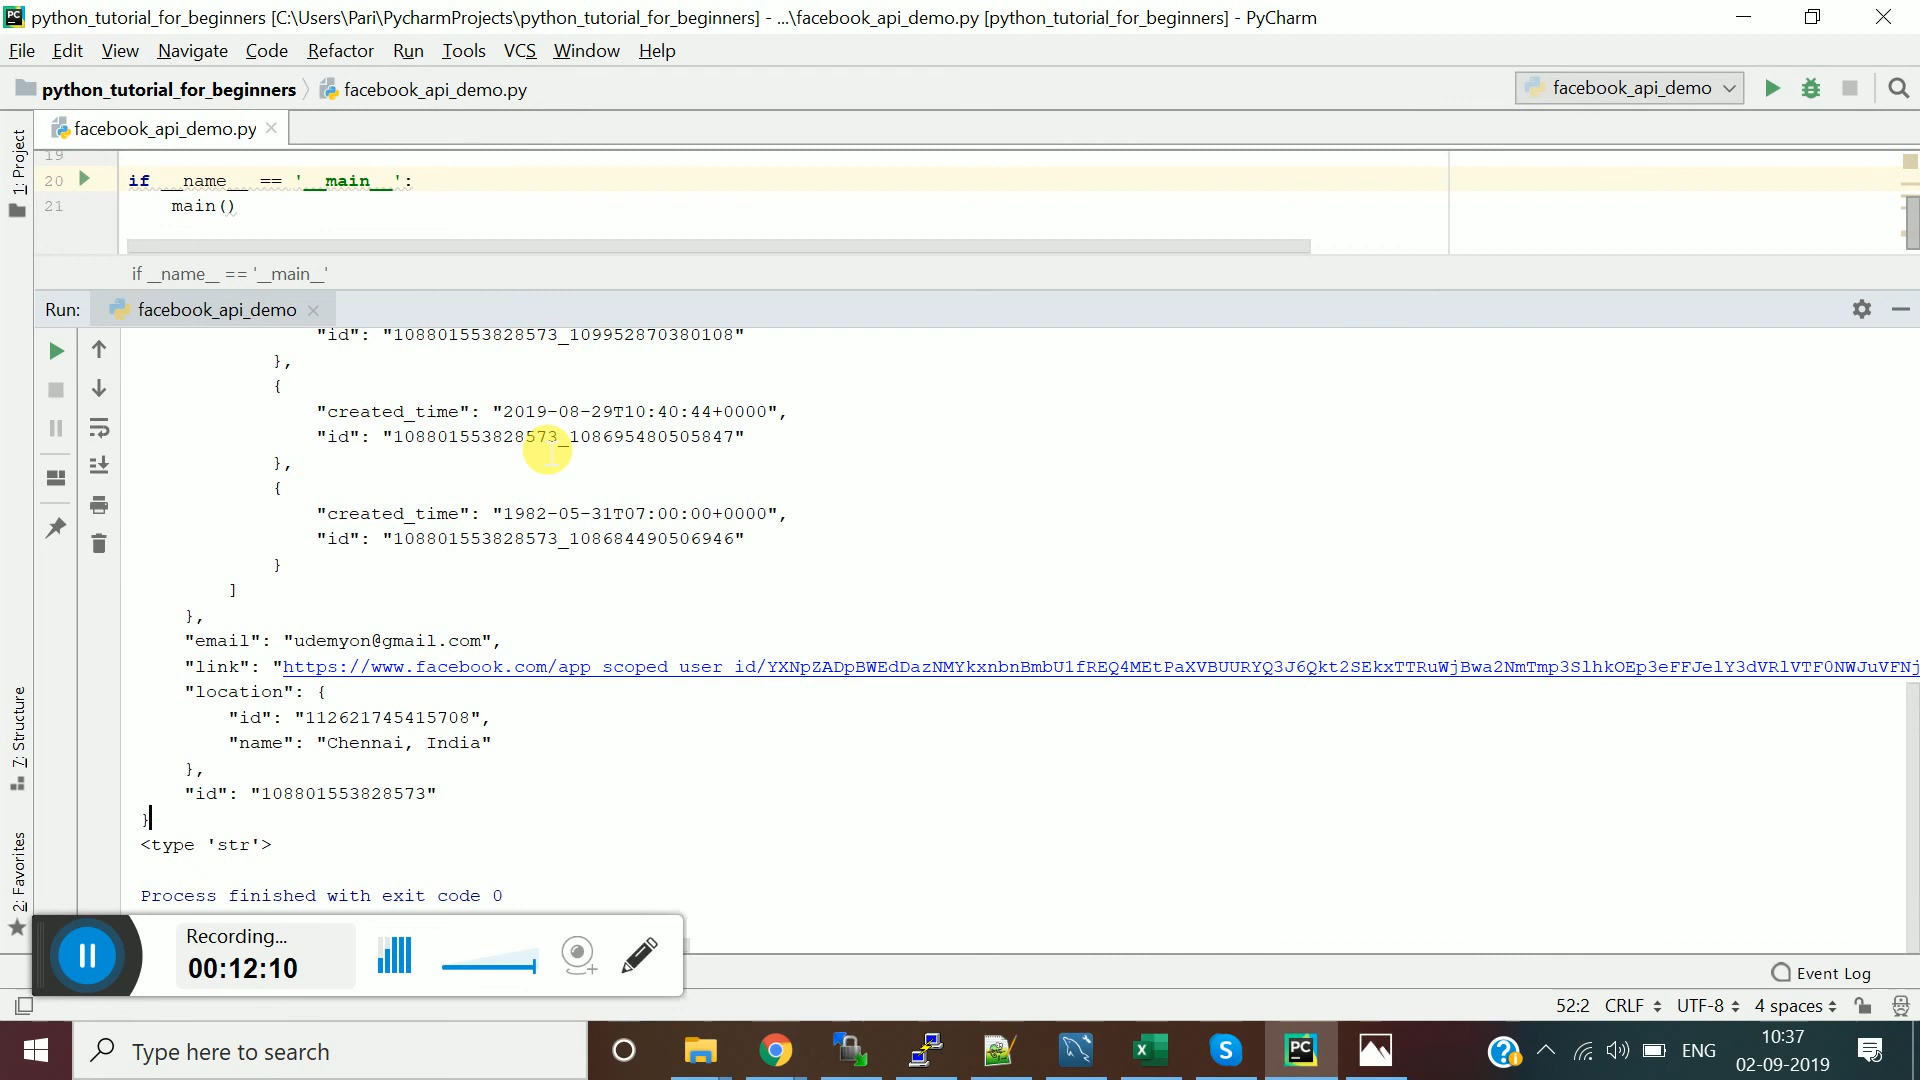 python_tutorial_for_beginners [C:\Users\Pari\PycharmProjects\python_tutorial_for_beginners] - ...\facebook_api_demo.py [python_tutorial_for_beginners] - PyCharm
File Edit View Navigate Code Refactor Run Tools VCS Window Help
python_tutorial_for_beginners facebook_api_demo.py facebook_api_demo
facebook_api_demo.py
1: Project
19
20 if __name__ == '__main__':
21 main()
if __name__ == '__main__'
Run: facebook_api_demo
"id": "108801553828573_109952870380108"
},
{
"created_time": "2019-08-29T10:40:44+0000",
"id": "108801553828573_108695480505847"
},
{
"created_time": "1982-05-31T07:00:00+0000",
"id": "108801553828573_108684490506946"
}
]
},
"email": "udemyon@gmail.com",
"link": "https://www.facebook.com/app_scoped_user_id/YXNpZADpBWEdDazNMYkxnbnBmbU1fREQ4MEtPaXVBUURYQ3J6Qkt2SEkxTTRuWjBwa2NmTmp3SlhkOEp3eFFJelY3dVRlVTF0NWJuVFNj
"location": {
"id": "112621745415708",
"name": "Chennai, India"
},
"id": "108801553828573"
}
<type 'str'>
Process finished with exit code 0
7: Structure
2: Favorites
Recording...
00:12:10
Event Log
52:2 CRLF UTF-8 4 spaces
Type here to search
ENG
10:37
02-09-2019